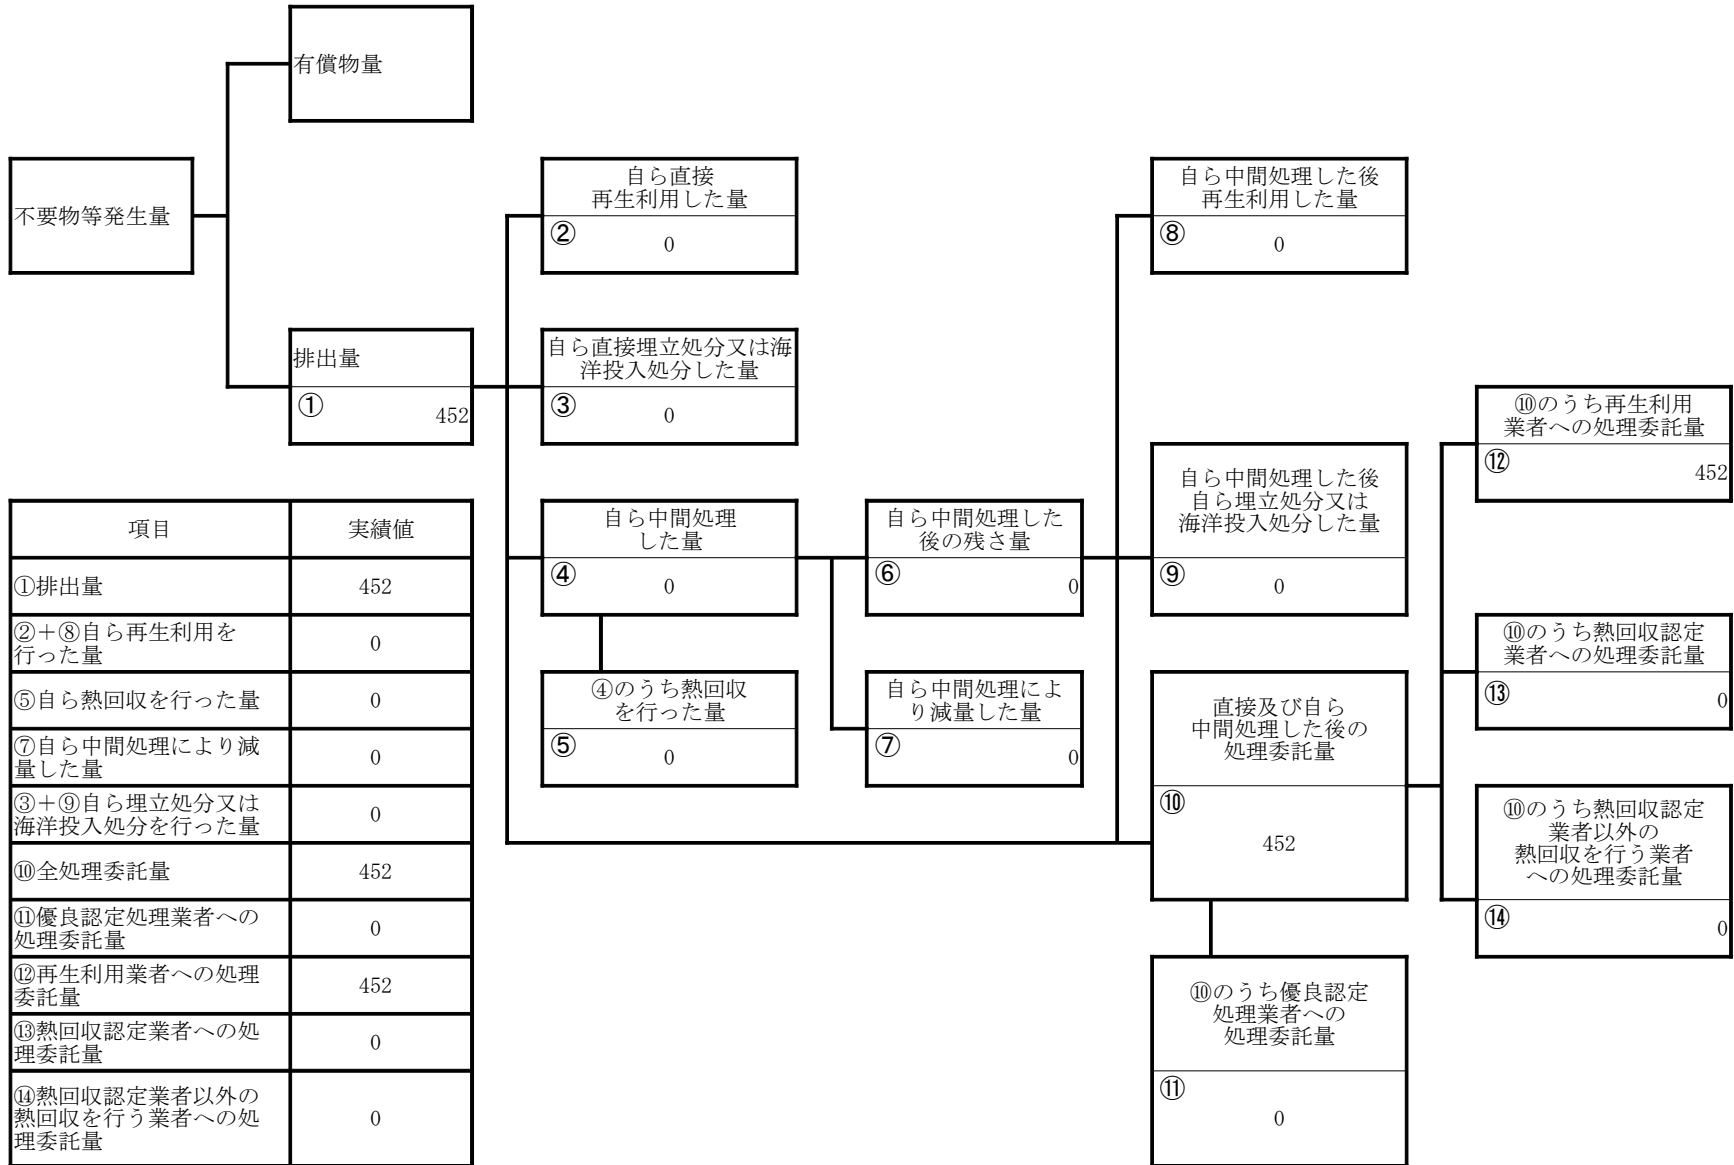 有償物量
不要物等発生量
自ら直接
再生利用した量
②
0
自ら中間処理した後
再生利用した量
⑧
0
排出量
①
452
自ら直接埋立処分又は海
洋投入処分した量
③
0
⑩のうち再生利用
業者への処理委託量
⑫
452
自ら中間処理
した量
④
0
自ら中間処理した
後の残さ量
⑥
0
自ら中間処理した後
自ら埋立処分又は
海洋投入処分した量
⑨
0
⑩のうち熱回収認定
業者への処理委託量
⑬
0
④のうち熱回収
を行った量
⑤
0
自ら中間処理によ
り減量した量
⑦
0
直接及び自ら
中間処理した後の
処理委託量
⑩
452
⑩のうち熱回収認定
業者以外の
熱回収を行う業者
への処理委託量
⑭
0
⑩のうち優良認定
処理業者への
処理委託量
⑪
0
項目 実績値
①排出量 452
②＋⑧自ら再生利用を
行った量 0
⑤自ら熱回収を行った量 0
⑦自ら中間処理により減
量した量 0
③＋⑨自ら埋立処分又は
海洋投入処分を行った量 0
⑩全処理委託量 452
⑪優良認定処理業者への
処理委託量 0
⑫再生利用業者への処理
委託量 452
⑬熱回収認定業者への処
理委託量 0
⑭熱回収認定業者以外の
熱回収を行う業者への処
理委託量 0